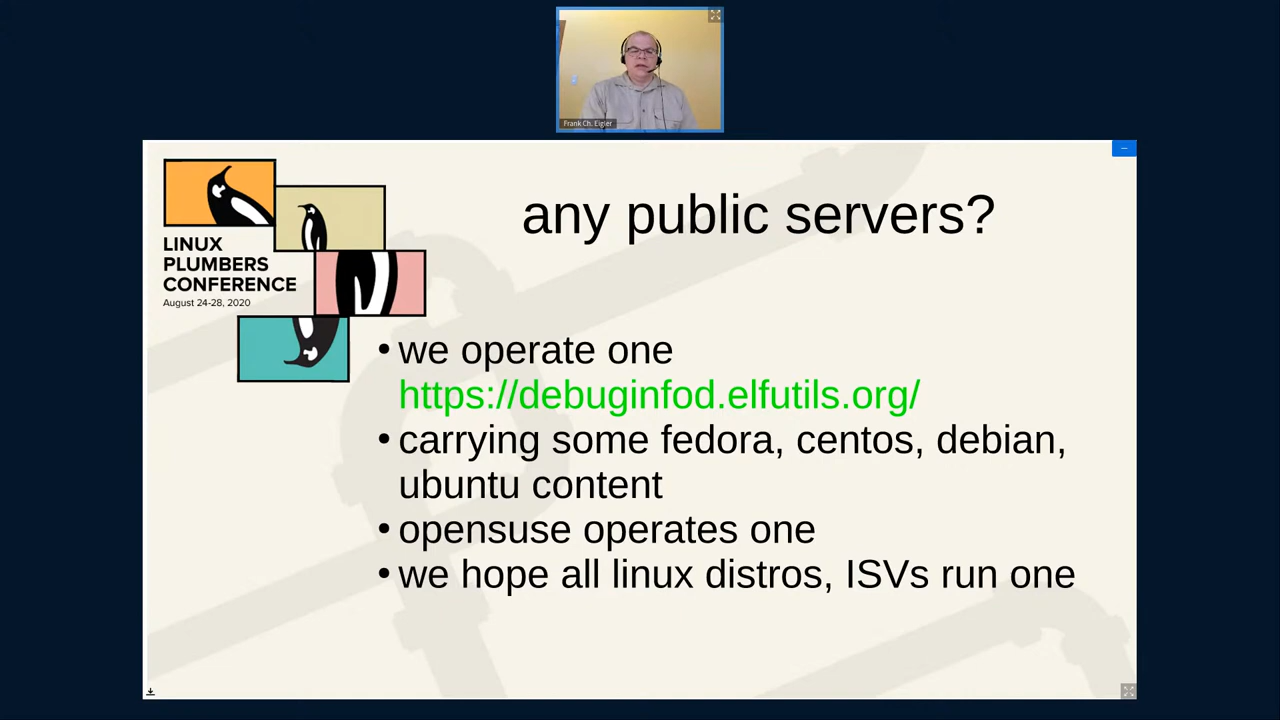 Frank Ch. Eigler
LINUX
PLUMBERS
CONFERENCE
August 24-28, 2020
any public servers?
• we operate one
https://debuginfod.elfutils.org/
• carrying some fedora, centos, debian,
ubuntu content
• opensuse operates one
• we hope all linux distros, ISVs run one